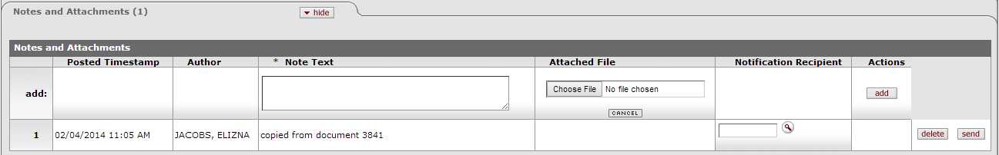 Notes and Attachments (1) hide
Notes and Attachments
Posted Timestamp Author * Note Text Attached File Notification Recipient Actions
add: Choose File No file chosen add
CANCEL
1 02/04/2014 11:05 AM JACOBS, ELIZNA copied from document 3841 delete send